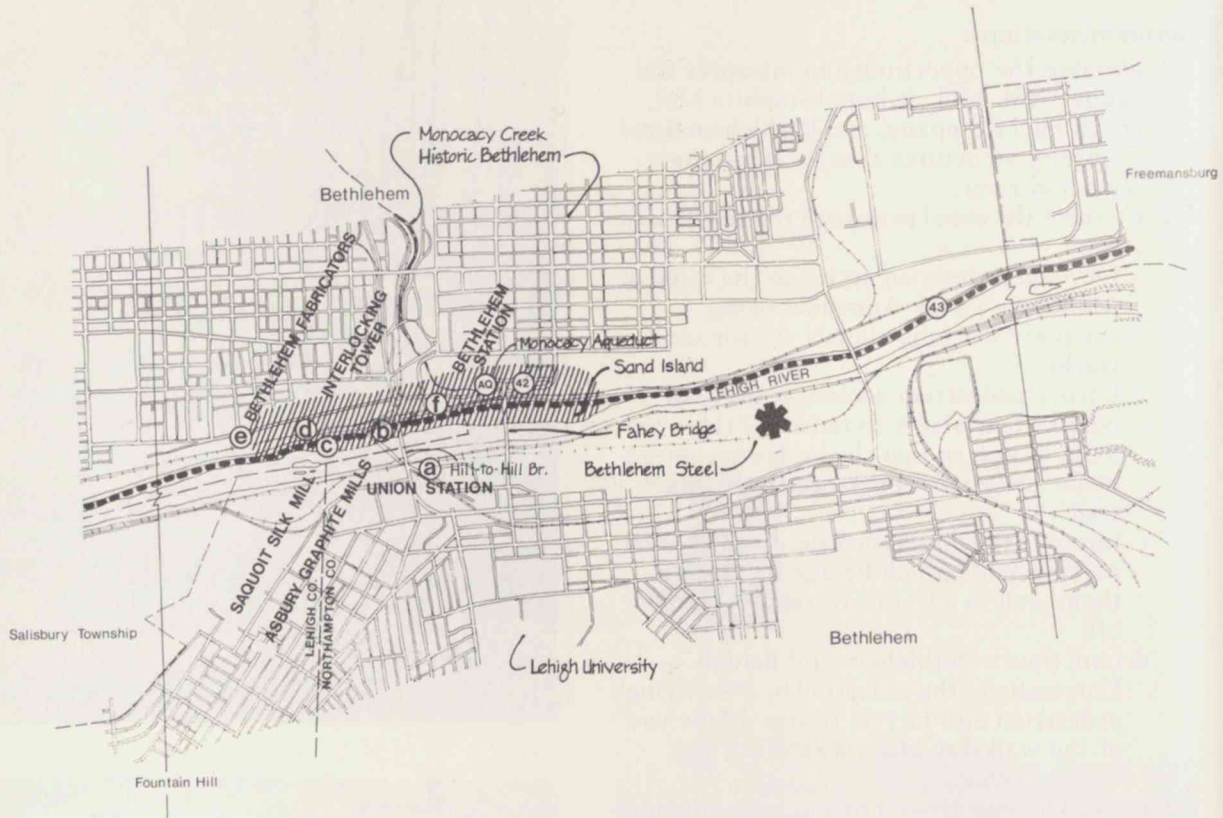 Monocacy Creek
Historic Bethlehem
Bethlehem
Freemansburg
BETHLEHEM FABRICATORS
INTERLOCKING
TOWER
BETHLEHEM
STATION
Monocacy Aqueduct
Sand Island
43
AQ
42
f
LEHIGH RIVER
e
d
c
b
Fahey Bridge
a
Hill-to-Hill Br.
Bethlehem Steel
UNION STATION
SAQUOIT SILK MILL
ASBURY GRAPHITE MILLS
LEHIGH CO.
NORTHAMPTON CO.
Salisbury Township
Bethlehem
Lehigh University
Fountain Hill